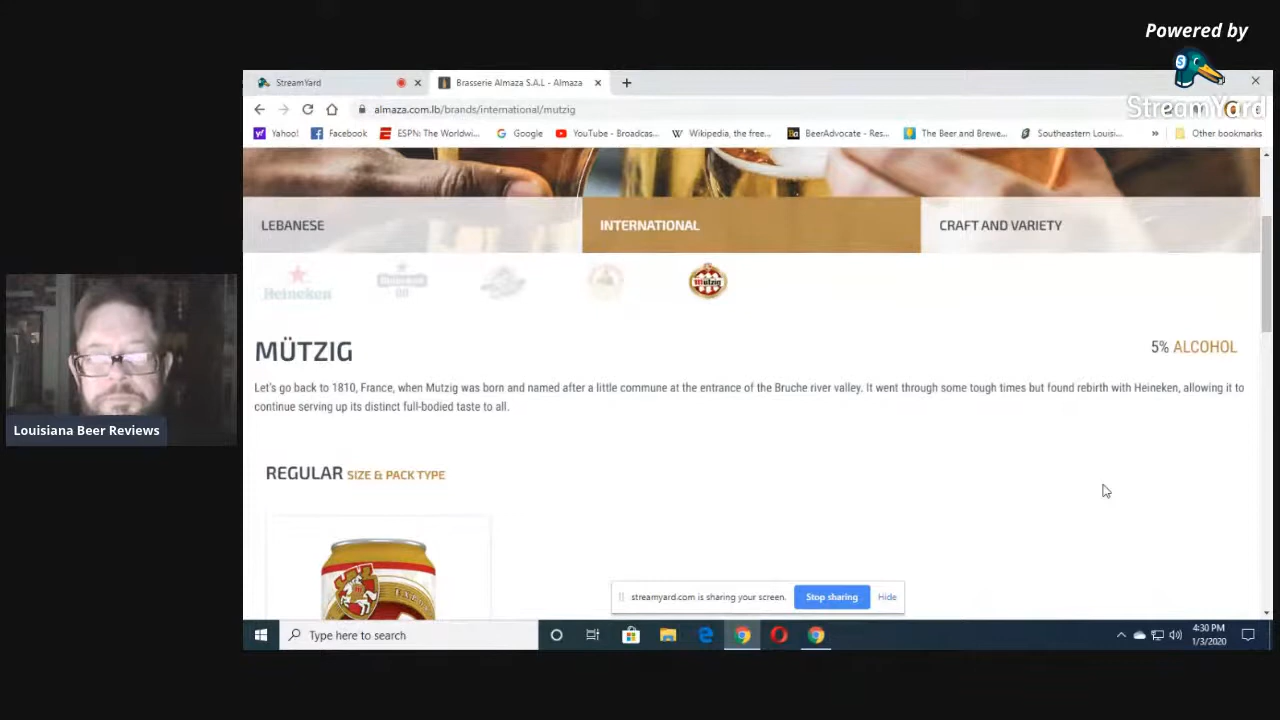 Powered by
StreamYard
StreamYard
Brasserie Almaza S.A.L - Almaza
almaza.com.lb/brands/international/mutzig
Yahoo!
Facebook
ESPN: The Worldwi...
Google
YouTube - Broadcas...
Wikipedia, the free...
BeerAdvocate - Res...
The Beer and Brewe...
Southeastern Louisi...
»
Other bookmarks
LEBANESE
INTERNATIONAL
CRAFT AND VARIETY
Heineken
Heineken
00
mützig
MÜTZIG
5% ALCOHOL
Let's go back to 1810, France, when Mutzig was born and named after a little commune at the entrance of the Bruche river valley. It went through some tough times but found rebirth with Heineken, allowing it to
continue serving up its distinct full-bodied taste to all.
Louisiana Beer Reviews
REGULAR SIZE & PACK TYPE
streamyard.com is sharing your screen.
Stop sharing
Hide
Type here to search
4:30 PM
1/3/2020